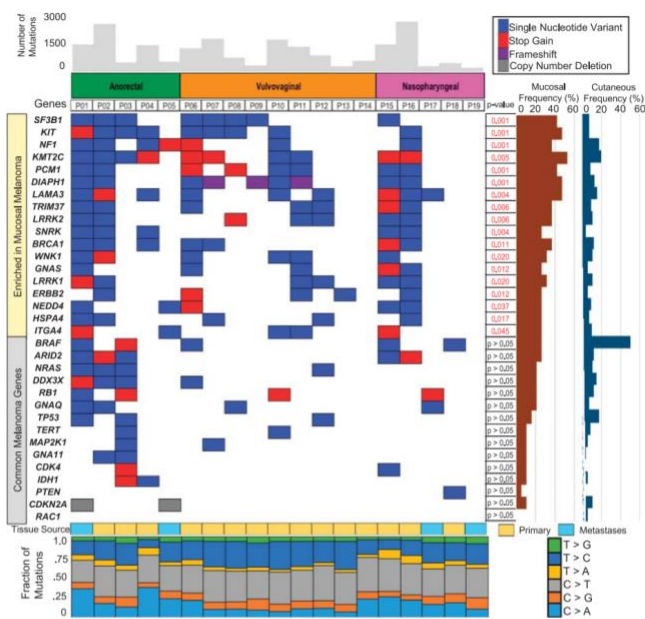 Number of
Mutations
3000
1500
0
Single Nucleotide Variant
Stop Gain
Frameshift
Copy Number Deletion
Anorectal
Vulvovaginal
Nasopharyngeal
Mucosal
Frequency (%)
0 20 40 60
Cutaneous
Frequency (%)
0 20 40 60
Genes P01 P02 P03 P04 P05 P06 P07 P08 P09 P10 P11 P12 P13 P14 P15 P16 P17 P18 P19 p-value
Enriched in Mucosal Melanoma
SF3B1 0.001
KIT 0.001
NF1 0.001
KMT2C 0.005
PCM1 0.001
DIAPH1 0.001
LAMA3 0.004
TRIM37 0.006
LRRK2 0.006
SNRK 0.004
BRCA1 0.011
WNK1 0.020
GNAS 0.012
LRRK1 0.020
ERBB2 0.012
NEDD4 0.037
HSPA4 0.017
ITGA4 0.045
Common Melanoma Genes
BRAF p > 0.05
ARID2 p > 0.05
NRAS p > 0.05
DDX3X p > 0.05
RB1 p > 0.05
GNAQ p > 0.05
TP53 p > 0.05
TERT p > 0.05
MAP2K1 p > 0.05
GNA11 p > 0.05
CDK4 p > 0.05
IDH1 p > 0.05
PTEN p > 0.05
CDKN2A p > 0.05
RAC1 p > 0.05
Tissue Source
Primary
Metastases
Fraction of
Mutations
1.0
.75
.50
.25
0
T > G
T > C
T > A
C > T
C > G
C > A